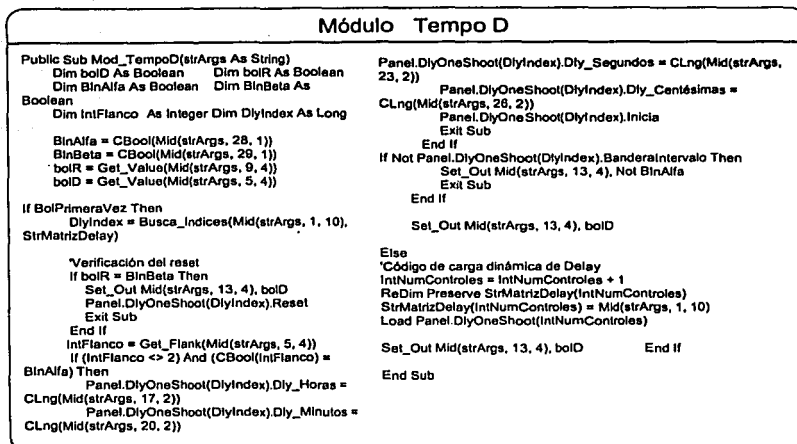 Módulo Tempo D
Public Sub Mod_TempoD(strArgs As String)
Dim bolD As Boolean Dim bolR As Boolean
Dim BlnAlfa As Boolean Dim BlnBeta As
Boolean
Dim IntFlanco As Integer Dim DlyIndex As Long
BlnAlfa = CBool(Mid(strArgs, 28, 1))
BlnBeta = CBool(Mid(strArgs, 29, 1))
bolR = Get_Value(Mid(strArgs, 9, 4))
bolD = Get_Value(Mid(strArgs, 5, 4))
If BolPrimeraVez Then
DlyIndex = Busca_Indices(Mid(strArgs, 1, 10),
StrMatrizDelay)
'Verificación del reset
If bolR = BlnBeta Then
Set_Out Mid(strArgs, 13, 4), bolD
Panel.DlyOneShoot(DlyIndex).Reset
Exit Sub
End If
IntFlanco = Get_Flank(Mid(strArgs, 5, 4))
If (IntFlanco <> 2) And (CBool(IntFlanco) =
BlnAlfa) Then
Panel.DlyOneShoot(DlyIndex).Dly_Horas =
CLng(Mid(strArgs, 17, 2))
Panel.DlyOneShoot(DlyIndex).Dly_Minutos =
CLng(Mid(strArgs, 20, 2))
Panel.DlyOneShoot(DlyIndex).Dly_Segundos = CLng(Mid(strArgs,
23, 2))
Panel.DlyOneShoot(DlyIndex).Dly_Centésimas =
CLng(Mid(strArgs, 26, 2))
Panel.DlyOneShoot(DlyIndex).Inicia
Exit Sub
End If
If Not Panel.DlyOneShoot(DlyIndex).BanderaIntervalo Then
Set_Out Mid(strArgs, 13, 4), Not BlnAlfa
Exit Sub
End If
Set_Out Mid(strArgs, 13, 4), bolD
Else
'Código de carga dinámica de Delay
IntNumControles = IntNumControles + 1
ReDim Preserve StrMatrizDelay(IntNumControles)
StrMatrizDelay(IntNumControles) = Mid(strArgs, 1, 10)
Load Panel.DlyOneShoot(IntNumControles)
Set_Out Mid(strArgs, 13, 4), bolD End If
End Sub